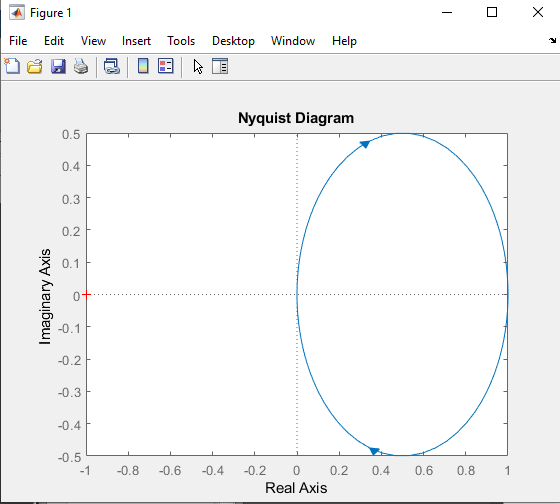 Figure 1
File Edit View Insert Tools Desktop Window Help
Nyquist Diagram
0.5
0.4
0.3
0.2
0.1
0
-0.1
-0.2
-0.3
-0.4
-0.5
Imaginary Axis
-1 -0.8 -0.6 -0.4 -0.2 0 0.2 0.4 0.6 0.8 1
Real Axis